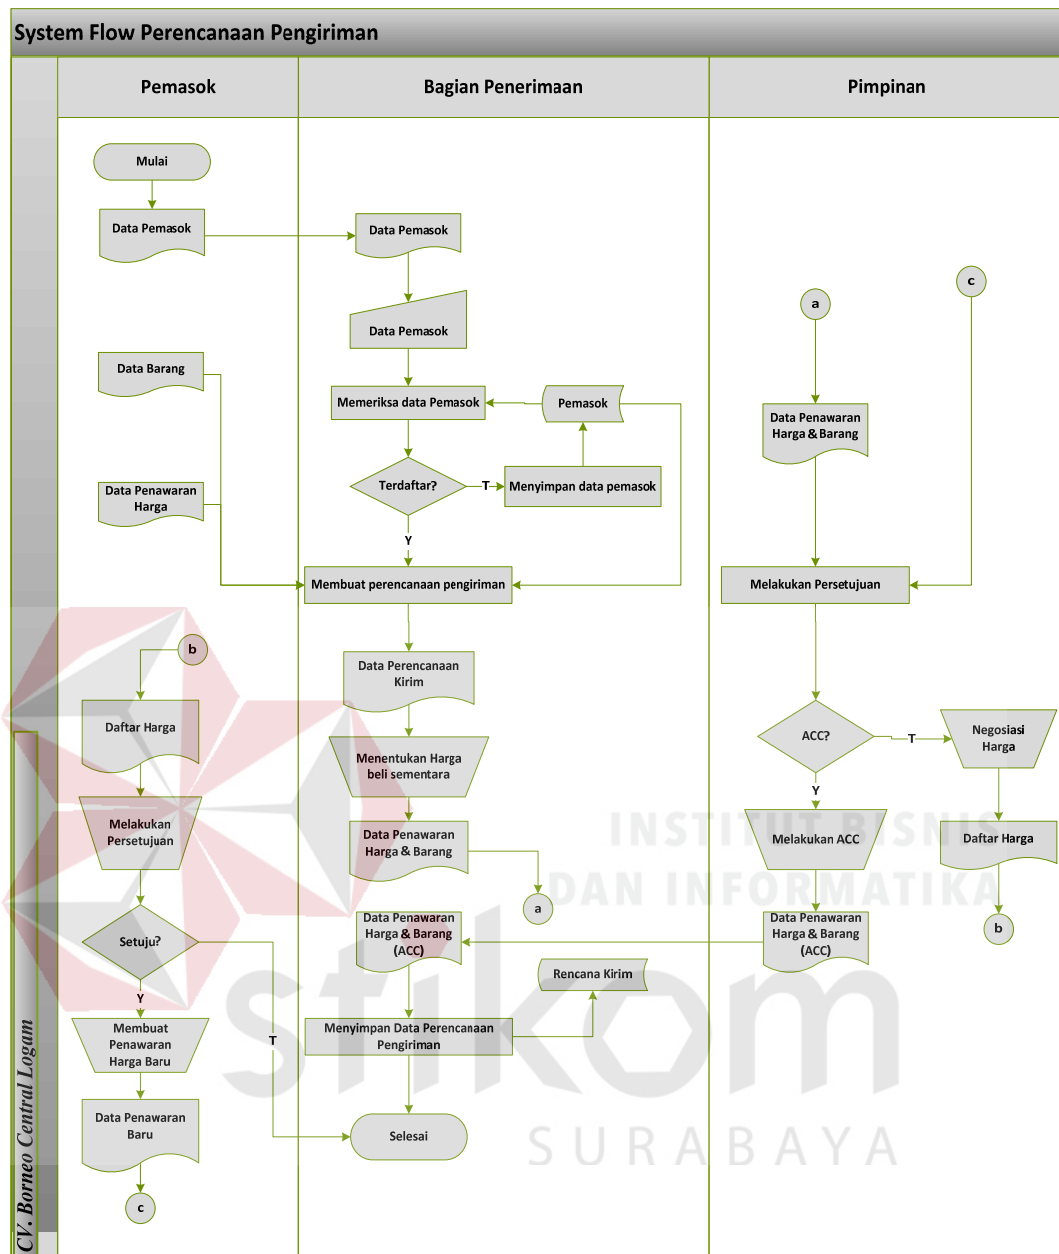 System Flow Perencanaan Pengiriman
Pemasok
Bagian Penerimaan
Pimpinan
CV. Borneo Central Logam
Mulai
Data Pemasok
Data Barang
Data Penawaran
Harga
b
Daftar Harga
Melakukan
Persetujuan
Setuju?
Y
T
Membuat
Penawaran
Harga Baru
Data Penawaran
Baru
c
Data Pemasok
Data Pemasok
Memeriksa data Pemasok
Pemasok
Terdaftar?
T
Menyimpan data pemasok
Y
Membuat perencanaan pengiriman
Data Perencanaan
Kirim
Menentukan Harga
beli sementara
Data Penawaran
Harga & Barang
a
Data Penawaran
Harga & Barang
(ACC)
Rencana Kirim
Menyimpan Data Perencanaan
Pengiriman
Selesai
a
c
Data Penawaran
Harga & Barang
Melakukan Persetujuan
ACC?
T
Negosiasi
Harga
Y
Melakukan ACC
Daftar Harga
Data Penawaran
Harga & Barang
(ACC)
b
INSTITUT BISNIS
DAN INFORMATIKA
stikom
SURABAYA